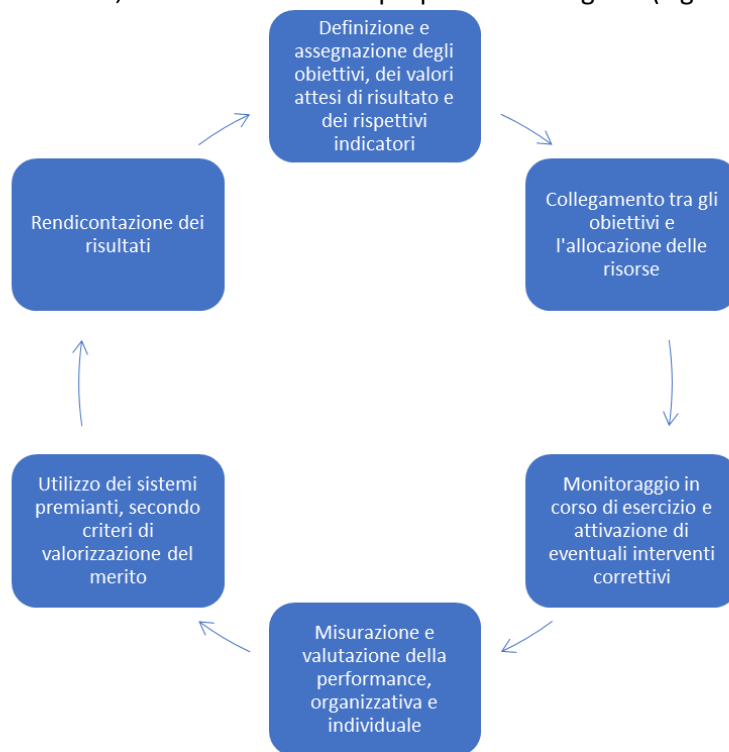 Definizione e
assegnazione degli
obiettivi, dei valori
attesi di risultato e
dei rispettivi
indicatori
Collegamento tra gli
obiettivi e
l'allocazione delle
risorse
Monitoraggio in
corso di esercizio e
attivazione di
eventuali interventi
correttivi
Misurazione e
valutazione della
performance,
organizzativa e
individuale
Utilizzo dei sistemi
premianti, secondo
criteri di
valorizzazione del
merito
Rendicontazione dei
risultati